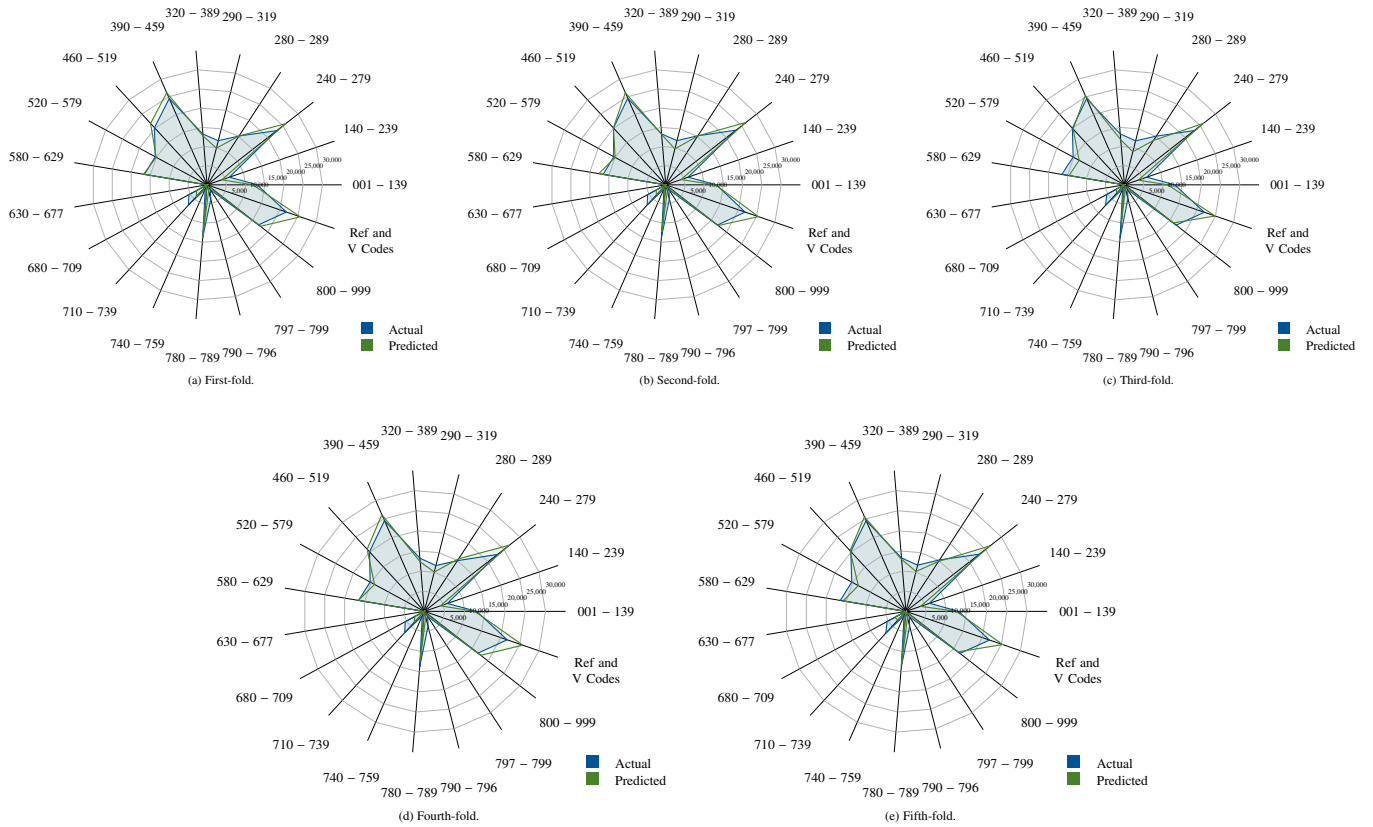 320 – 389 290 – 319
390 – 459
280 – 289
460 – 519
240 – 279
520 – 579
140 – 239
580 – 629
30,000
25,000
20,000
15,000
10,000
5,000
001 – 139
630 – 677
Ref and
V Codes
680 – 709
800 – 999
710 – 739
797 – 799
740 – 759
780 – 789 790 – 796
Actual
Predicted
(a) First-fold.
320 – 389 290 – 319
390 – 459
280 – 289
460 – 519
240 – 279
520 – 579
140 – 239
580 – 629
30,000
25,000
20,000
15,000
10,000
5,000
001 – 139
630 – 677
Ref and
V Codes
680 – 709
800 – 999
710 – 739
797 – 799
740 – 759
780 – 789 790 – 796
Actual
Predicted
(b) Second-fold.
320 – 389 290 – 319
390 – 459
280 – 289
460 – 519
240 – 279
520 – 579
140 – 239
580 – 629
30,000
25,000
20,000
15,000
10,000
5,000
001 – 139
630 – 677
Ref and
V Codes
680 – 709
800 – 999
710 – 739
797 – 799
740 – 759
780 – 789 790 – 796
Actual
Predicted
(c) Third-fold.
320 – 389 290 – 319
390 – 459
280 – 289
460 – 519
240 – 279
520 – 579
140 – 239
580 – 629
30,000
25,000
20,000
15,000
10,000
5,000
001 – 139
630 – 677
Ref and
V Codes
680 – 709
800 – 999
710 – 739
797 – 799
740 – 759
780 – 789 790 – 796
Actual
Predicted
(d) Fourth-fold.
320 – 389 290 – 319
390 – 459
280 – 289
460 – 519
240 – 279
520 – 579
140 – 239
580 – 629
30,000
25,000
20,000
15,000
10,000
5,000
001 – 139
630 – 677
Ref and
V Codes
680 – 709
800 – 999
710 – 739
797 – 799
740 – 759
780 – 789 790 – 796
Actual
Predicted
(e) Fifth-fold.